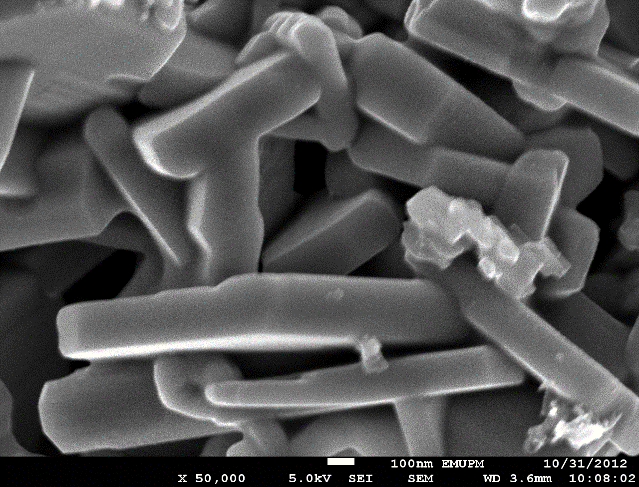 100nm EMUPM 10/31/2012
X 50,000 5.0kV SEI SEM WD 3.6mm 10:08:02